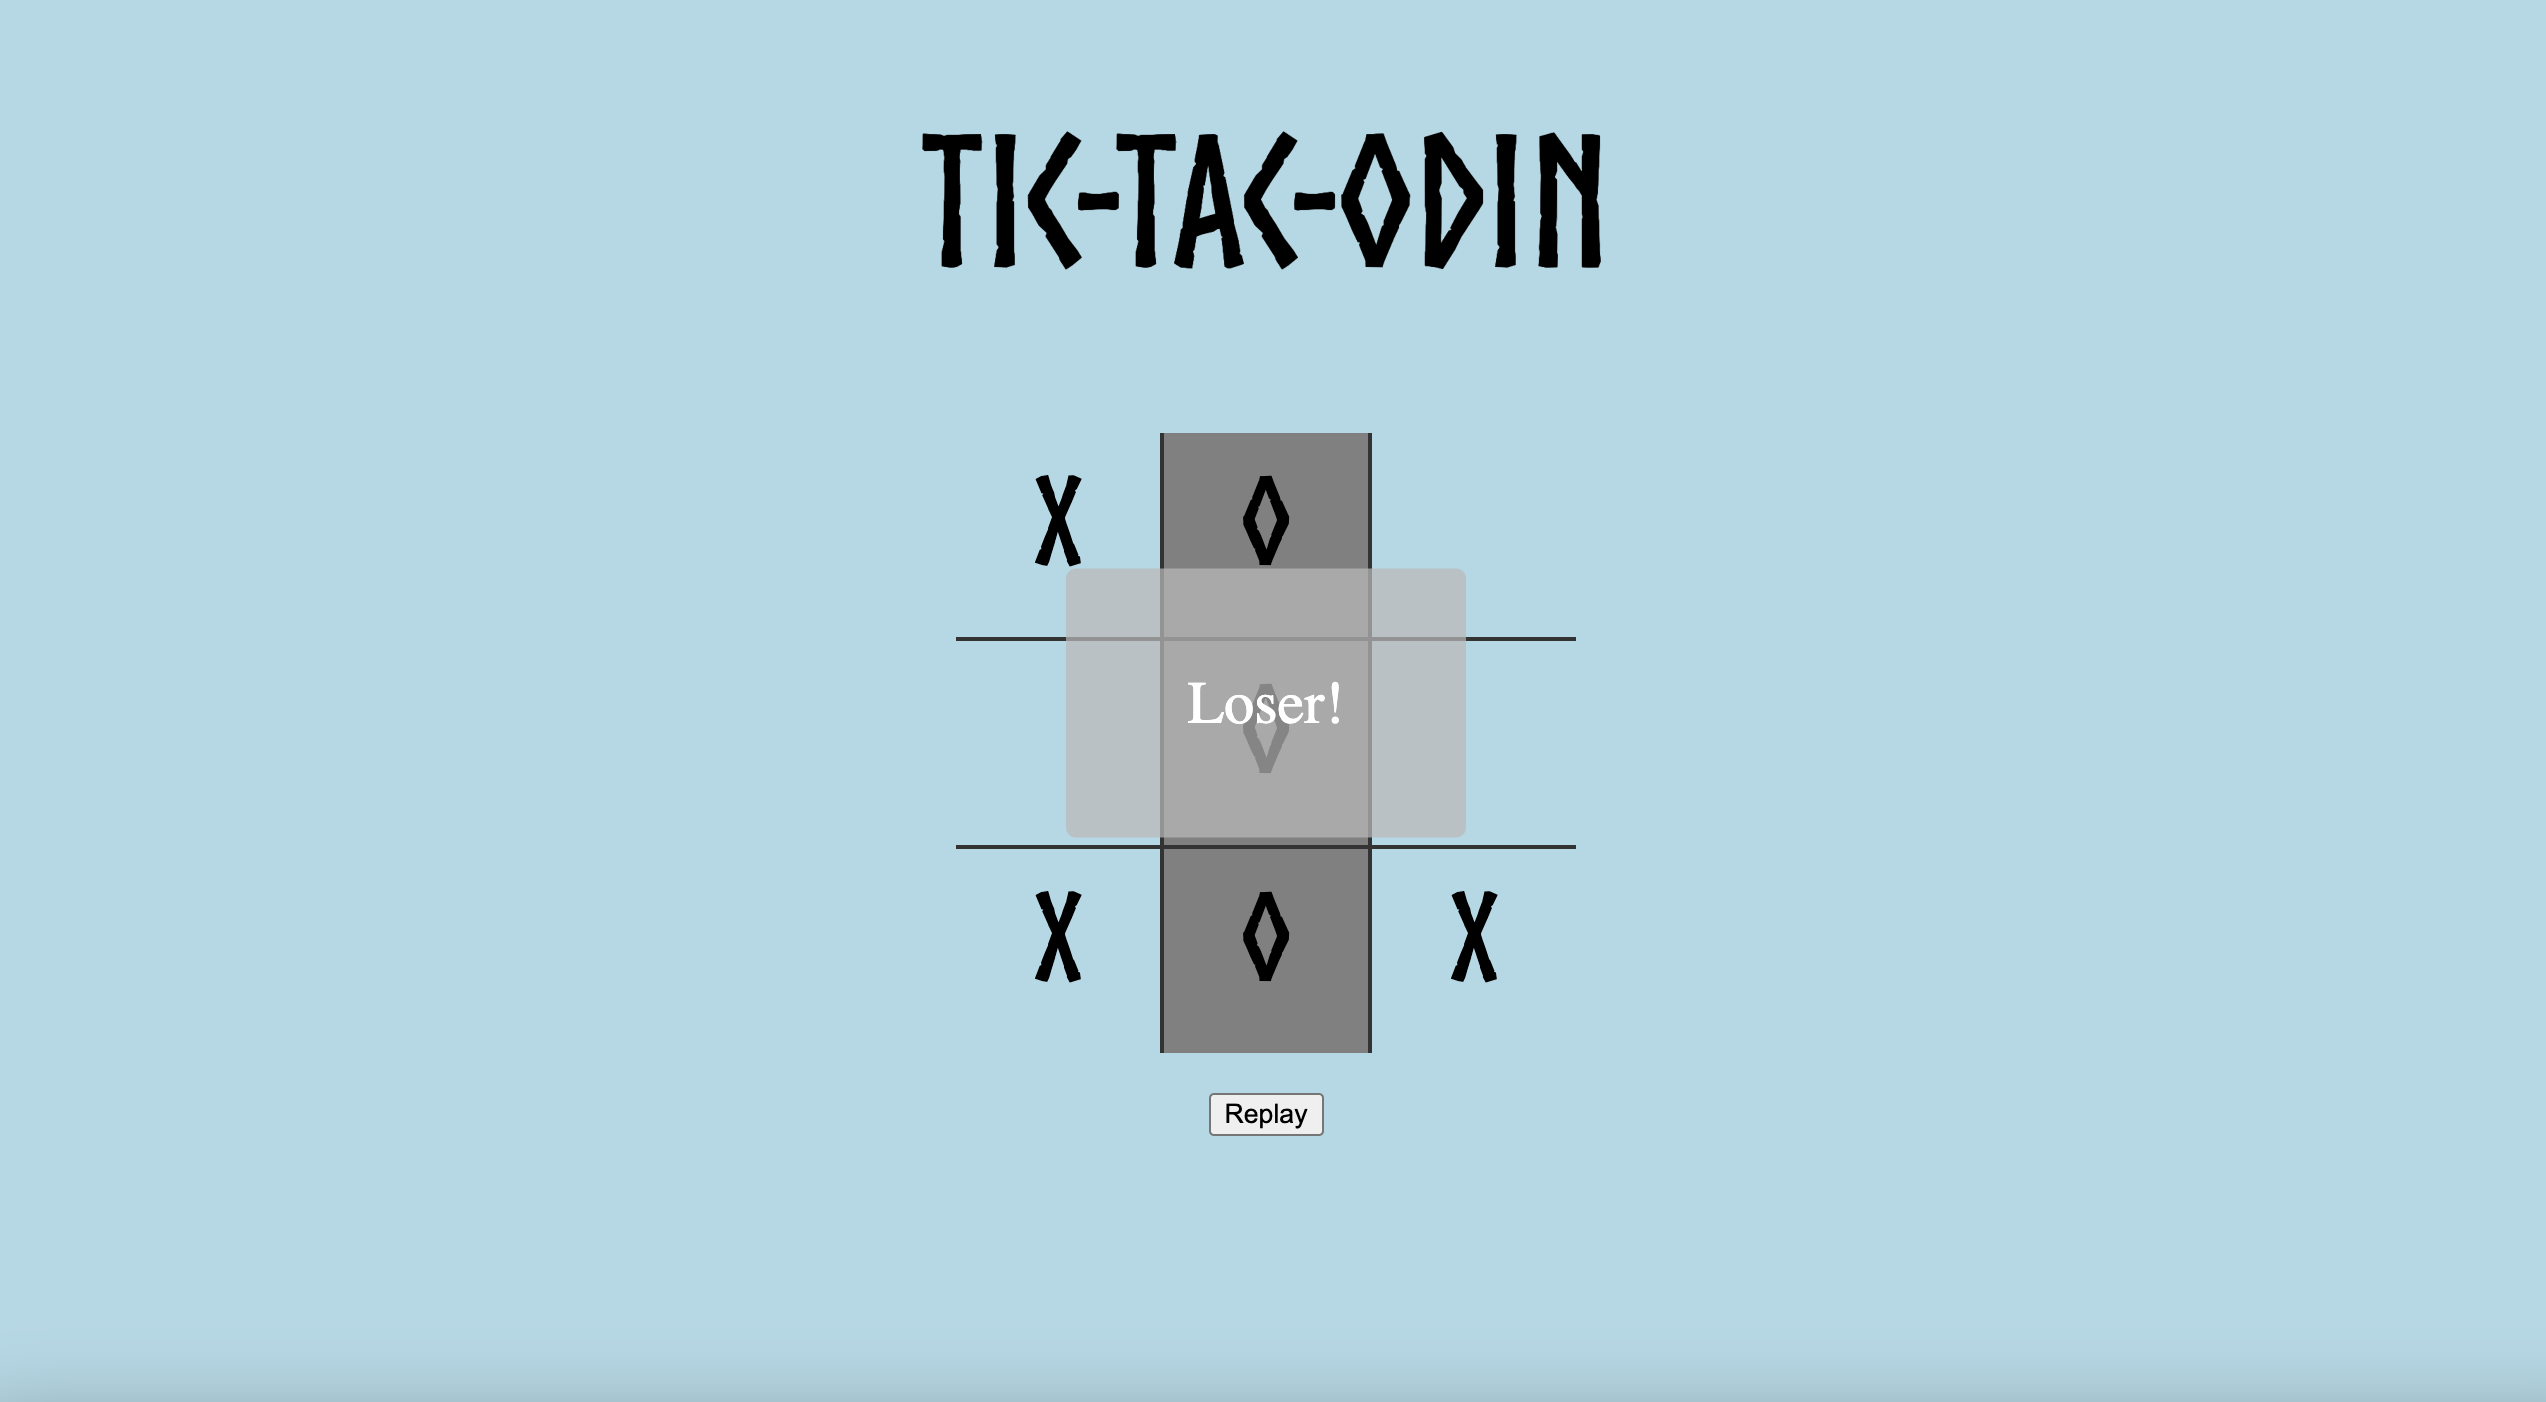 TIC-TAC-ODIN
X O
Loser!
O
X O X
Replay